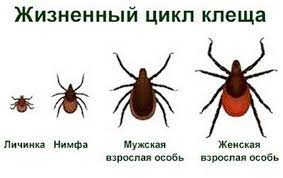 Жизненный цикл клеща
Личинка
Нимфа
Мужская
взрослая особь
Женская
взрослая особь